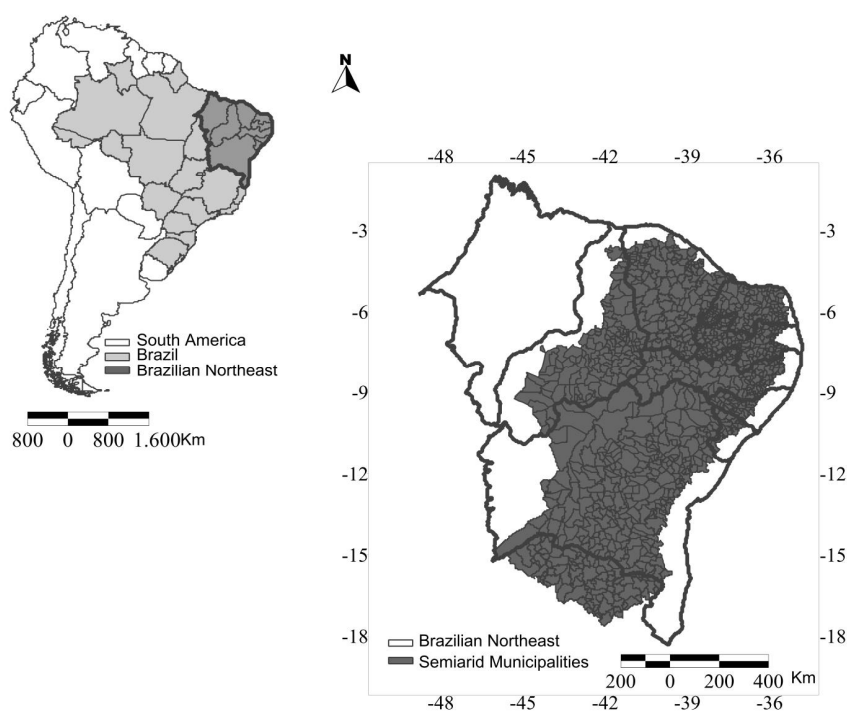 N
South America
Brazil
Brazilian Northeast
800 0 800 1.600Km
-48 -45 -42 -39 -36
-3 -3
-6 -6
-9 -9
-12 -12
-15 -15
-18 -18
Brazilian Northeast
Semiarid Municipalities
200 0 200 400 Km
-48 -45 -42 -39 -36